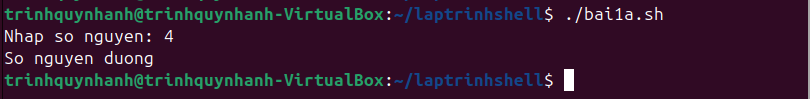 trinhquynhanh@trinhquynhanh-VirtualBox:~/laptrinhshell$ ./bai1a.sh
Nhap so nguyen: 4
So nguyen duong
trinhquynhanh@trinhquynhanh-VirtualBox:~/laptrinhshell$